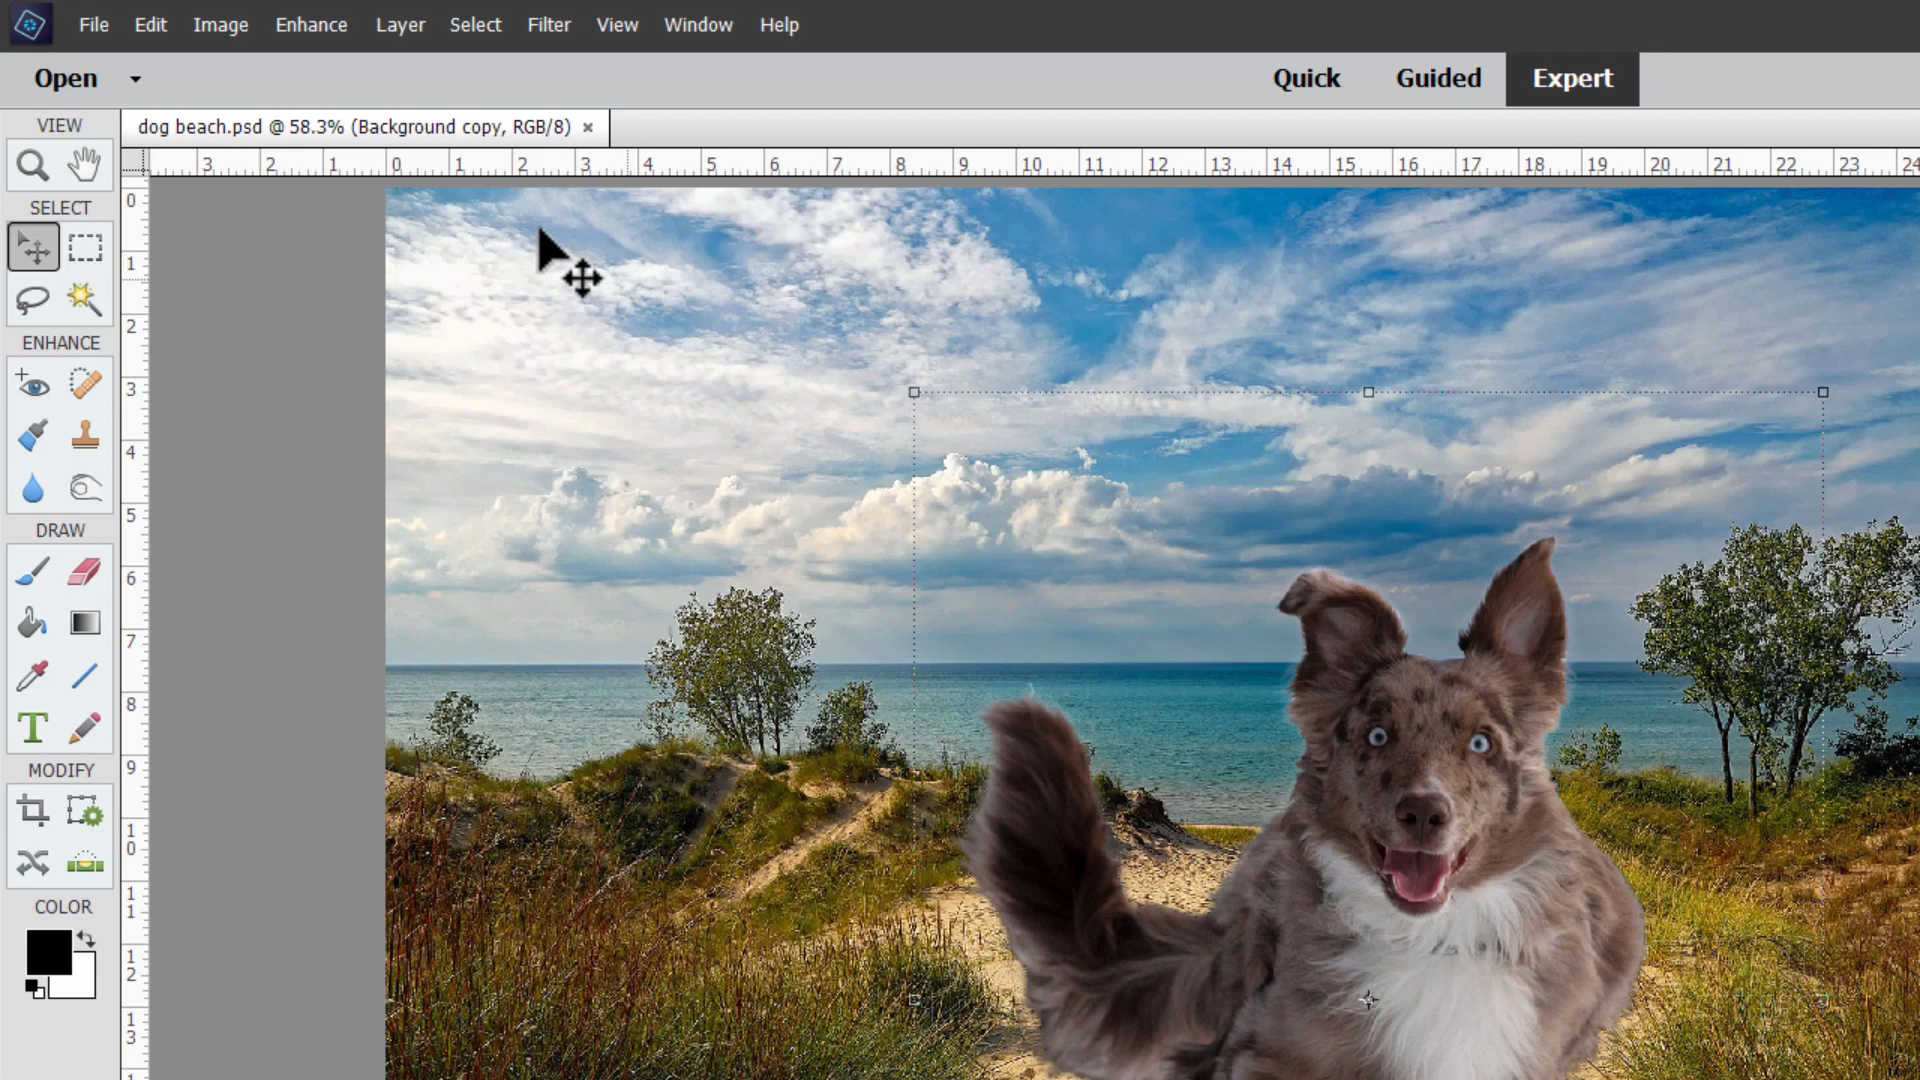 File Edit Image Enhance Layer Select Filter View Window Help
Open Quick Guided Expert
VIEW
dog beach.psd @ 58.3% (Background copy, RGB/8) ×
3 2 1 0 1 2 3 4 5 6 7 8 9 10 11 12 13 14 15 16 17 18 19 20 21 22 23 24
SELECT
ENHANCE
DRAW
T
MODIFY
COLOR
0
1
2
3
4
5
6
7
8
9
10
11
12
13